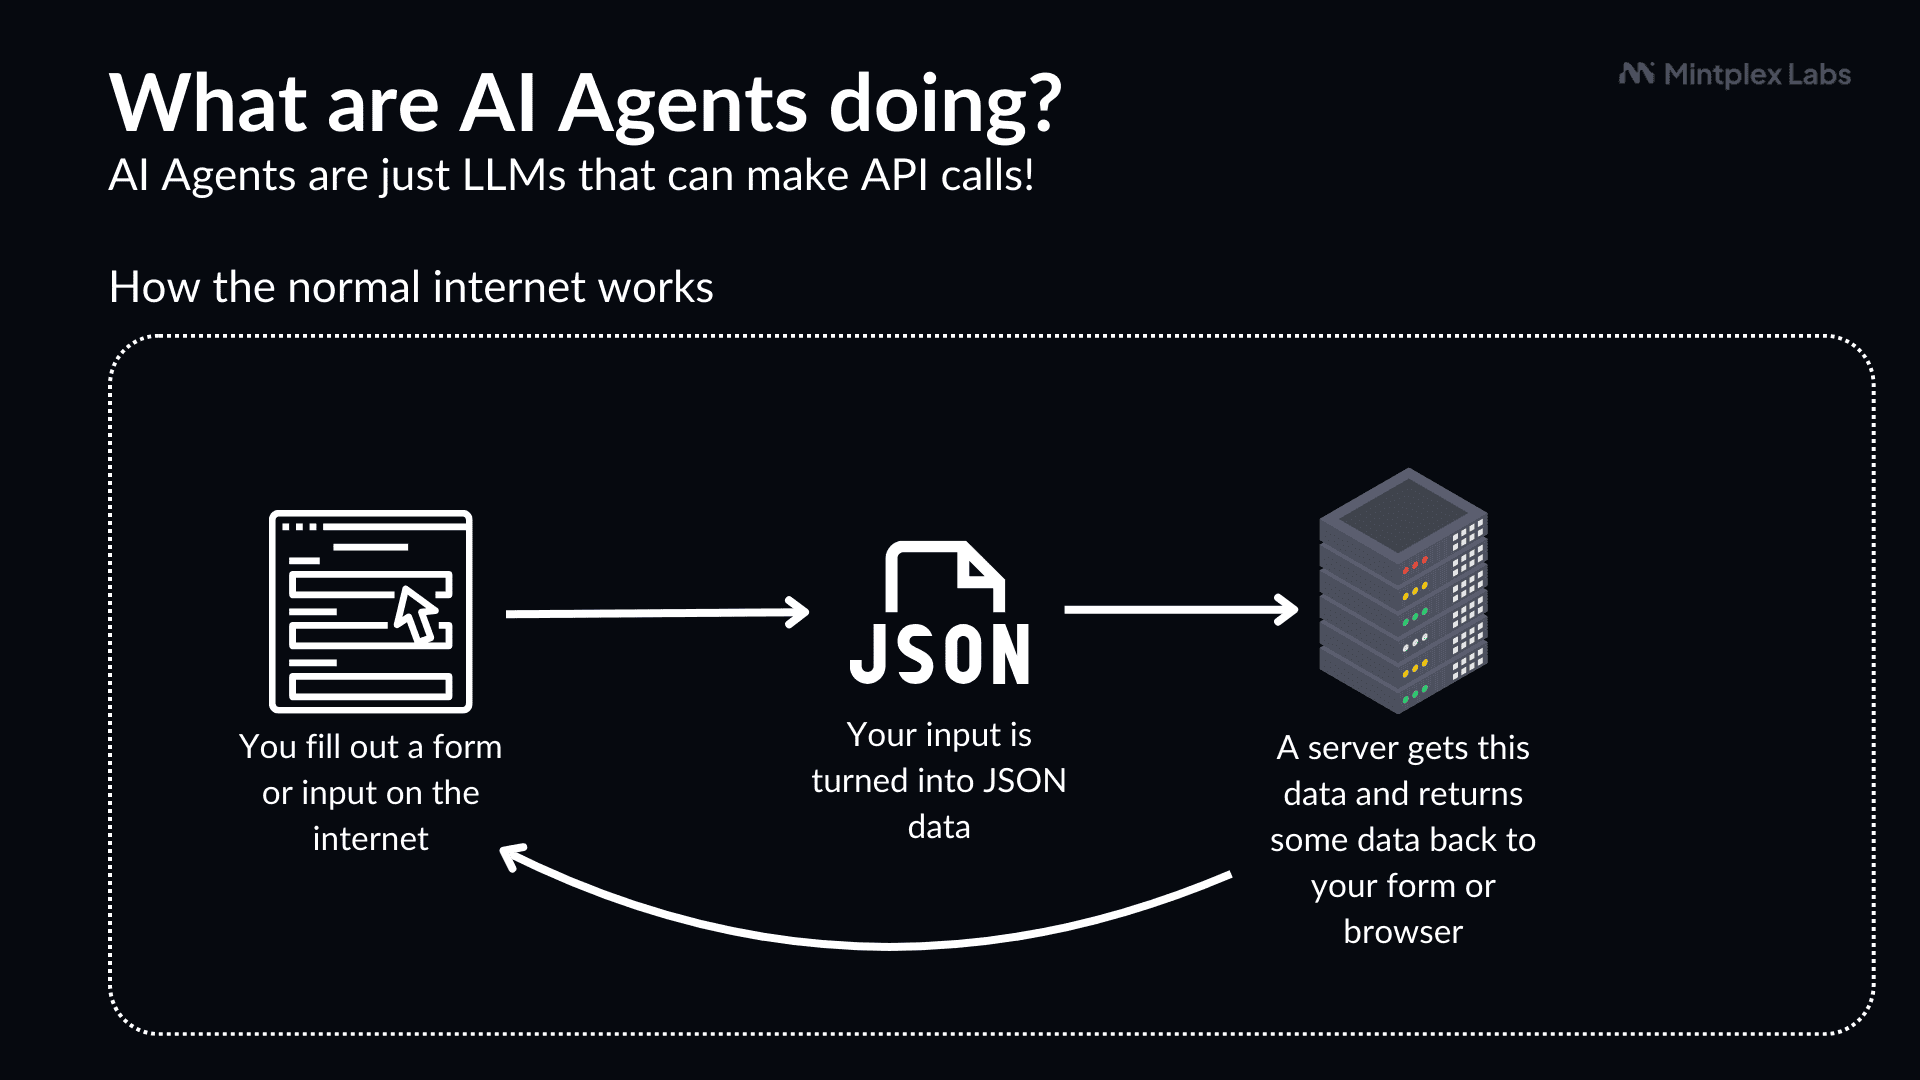 What are AI Agents doing?
Mintplex Labs
AI Agents are just LLMs that can make API calls!
How the normal internet works
JSON
You fill out a form
or input on the
internet
Your input is
turned into JSON
data
A server gets this
data and returns
some data back to
your form or
browser